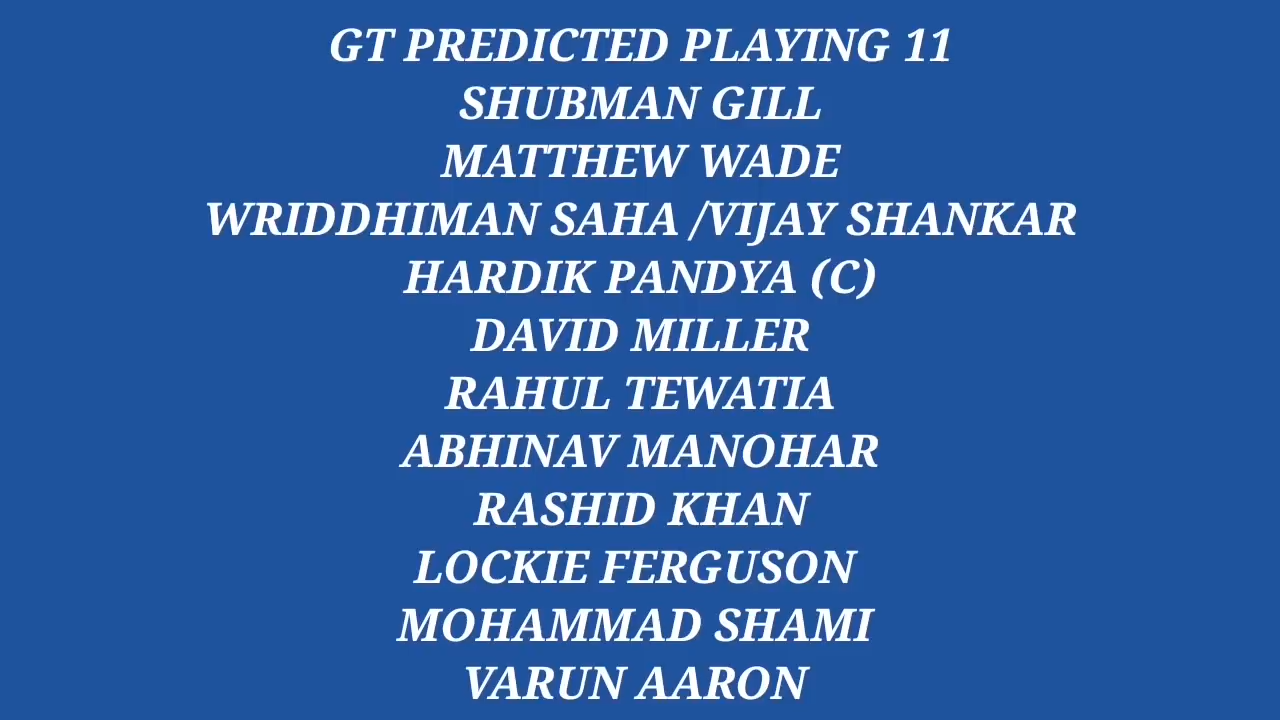 GT PREDICTED PLAYING 11
SHUBMAN GILL
MATTHEW WADE
WRIDDHIMAN SAHA /VIJAY SHANKAR
HARDIK PANDYA (C)
DAVID MILLER
RAHUL TEWATIA
ABHINAV MANOHAR
RASHID KHAN
LOCKIE FERGUSON
MOHAMMAD SHAMI
VARUN AARON